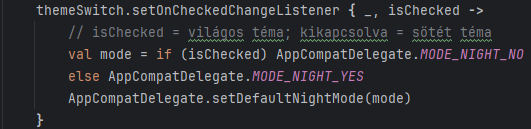 themeSwitch.setOnCheckedChangeListener { _, isChecked ->
// isChecked = világos téma; kikapcsolva = sötét téma
val mode = if (isChecked) AppCompatDelegate.MODE_NIGHT_NO
else AppCompatDelegate.MODE_NIGHT_YES
AppCompatDelegate.setDefaultNightMode(mode)
}